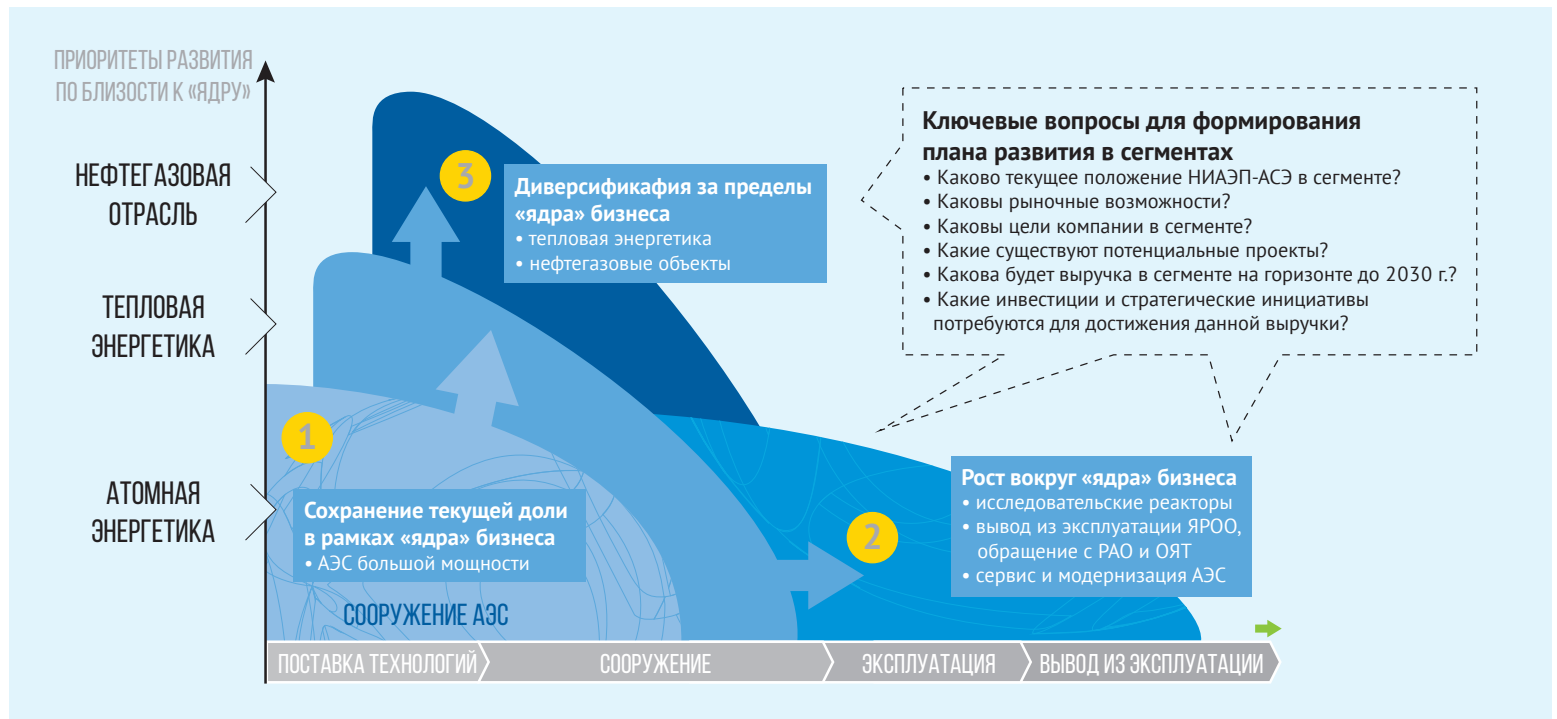 ПРИОРИТЕТЫ РАЗВИТИЯ
ПО БЛИЗОСТИ К «ЯДРУ»
НЕФТЕГАЗОВАЯ
ОТРАСЛЬ
ТЕПЛОВАЯ
ЭНЕРГЕТИКА
АТОМНАЯ
ЭНЕРГЕТИКА
3
Диверсификафия за пределы
«ядра» бизнеса
• тепловая энергетика
• нефтегазовые объекты
Ключевые вопросы для формирования
плана развития в сегментах
• Каково текущее положение НИАЭП-АСЭ в сегменте?
• Каковы рыночные возможности?
• Каковы цели компании в сегменте?
• Какие существуют потенциальные проекты?
• Какова будет выручка в сегменте на горизонте до 2030 г.?
• Какие инвестиции и стратегические инициативы
потребуются для достижения данной выручки?
1
Сохранение текущей доли
в рамках «ядра» бизнеса
• АЭС большой мощности
СООРУЖЕНИЕ АЭС
2
Рост вокруг «ядра» бизнеса
• исследовательские реакторы
• вывод из эксплуатации ЯРОО,
обращение с РАО и ОЯТ
• сервис и модернизация АЭС
ПОСТАВКА ТЕХНОЛОГИЙ
СООРУЖЕНИЕ
ЭКСПЛУАТАЦИЯ
ВЫВОД ИЗ ЭКСПЛУАТАЦИИ